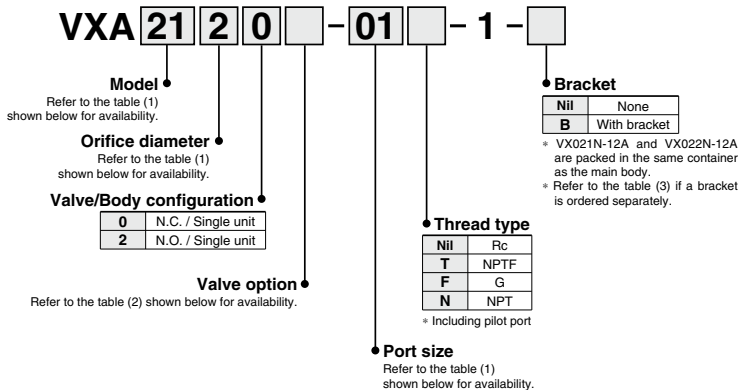 VXA 21 2 0 – 01 – 1 –
Model
Refer to the table (1)
shown below for availability.
Orifice diameter
Refer to the table (1)
shown below for availability.
Valve/Body configuration
0 N.C. / Single unit
2 N.O. / Single unit
Valve option
Refer to the table (2) shown below for availability.
Bracket
Nil None
B With bracket
* VX021N-12A and VX022N-12A
are packed in the same container
as the main body.
* Refer to the table (3) if a bracket
is ordered separately.
Thread type
Nil Rc
T NPTF
F G
N NPT
* Including pilot port
Port size
Refer to the table (1)
shown below for availability.